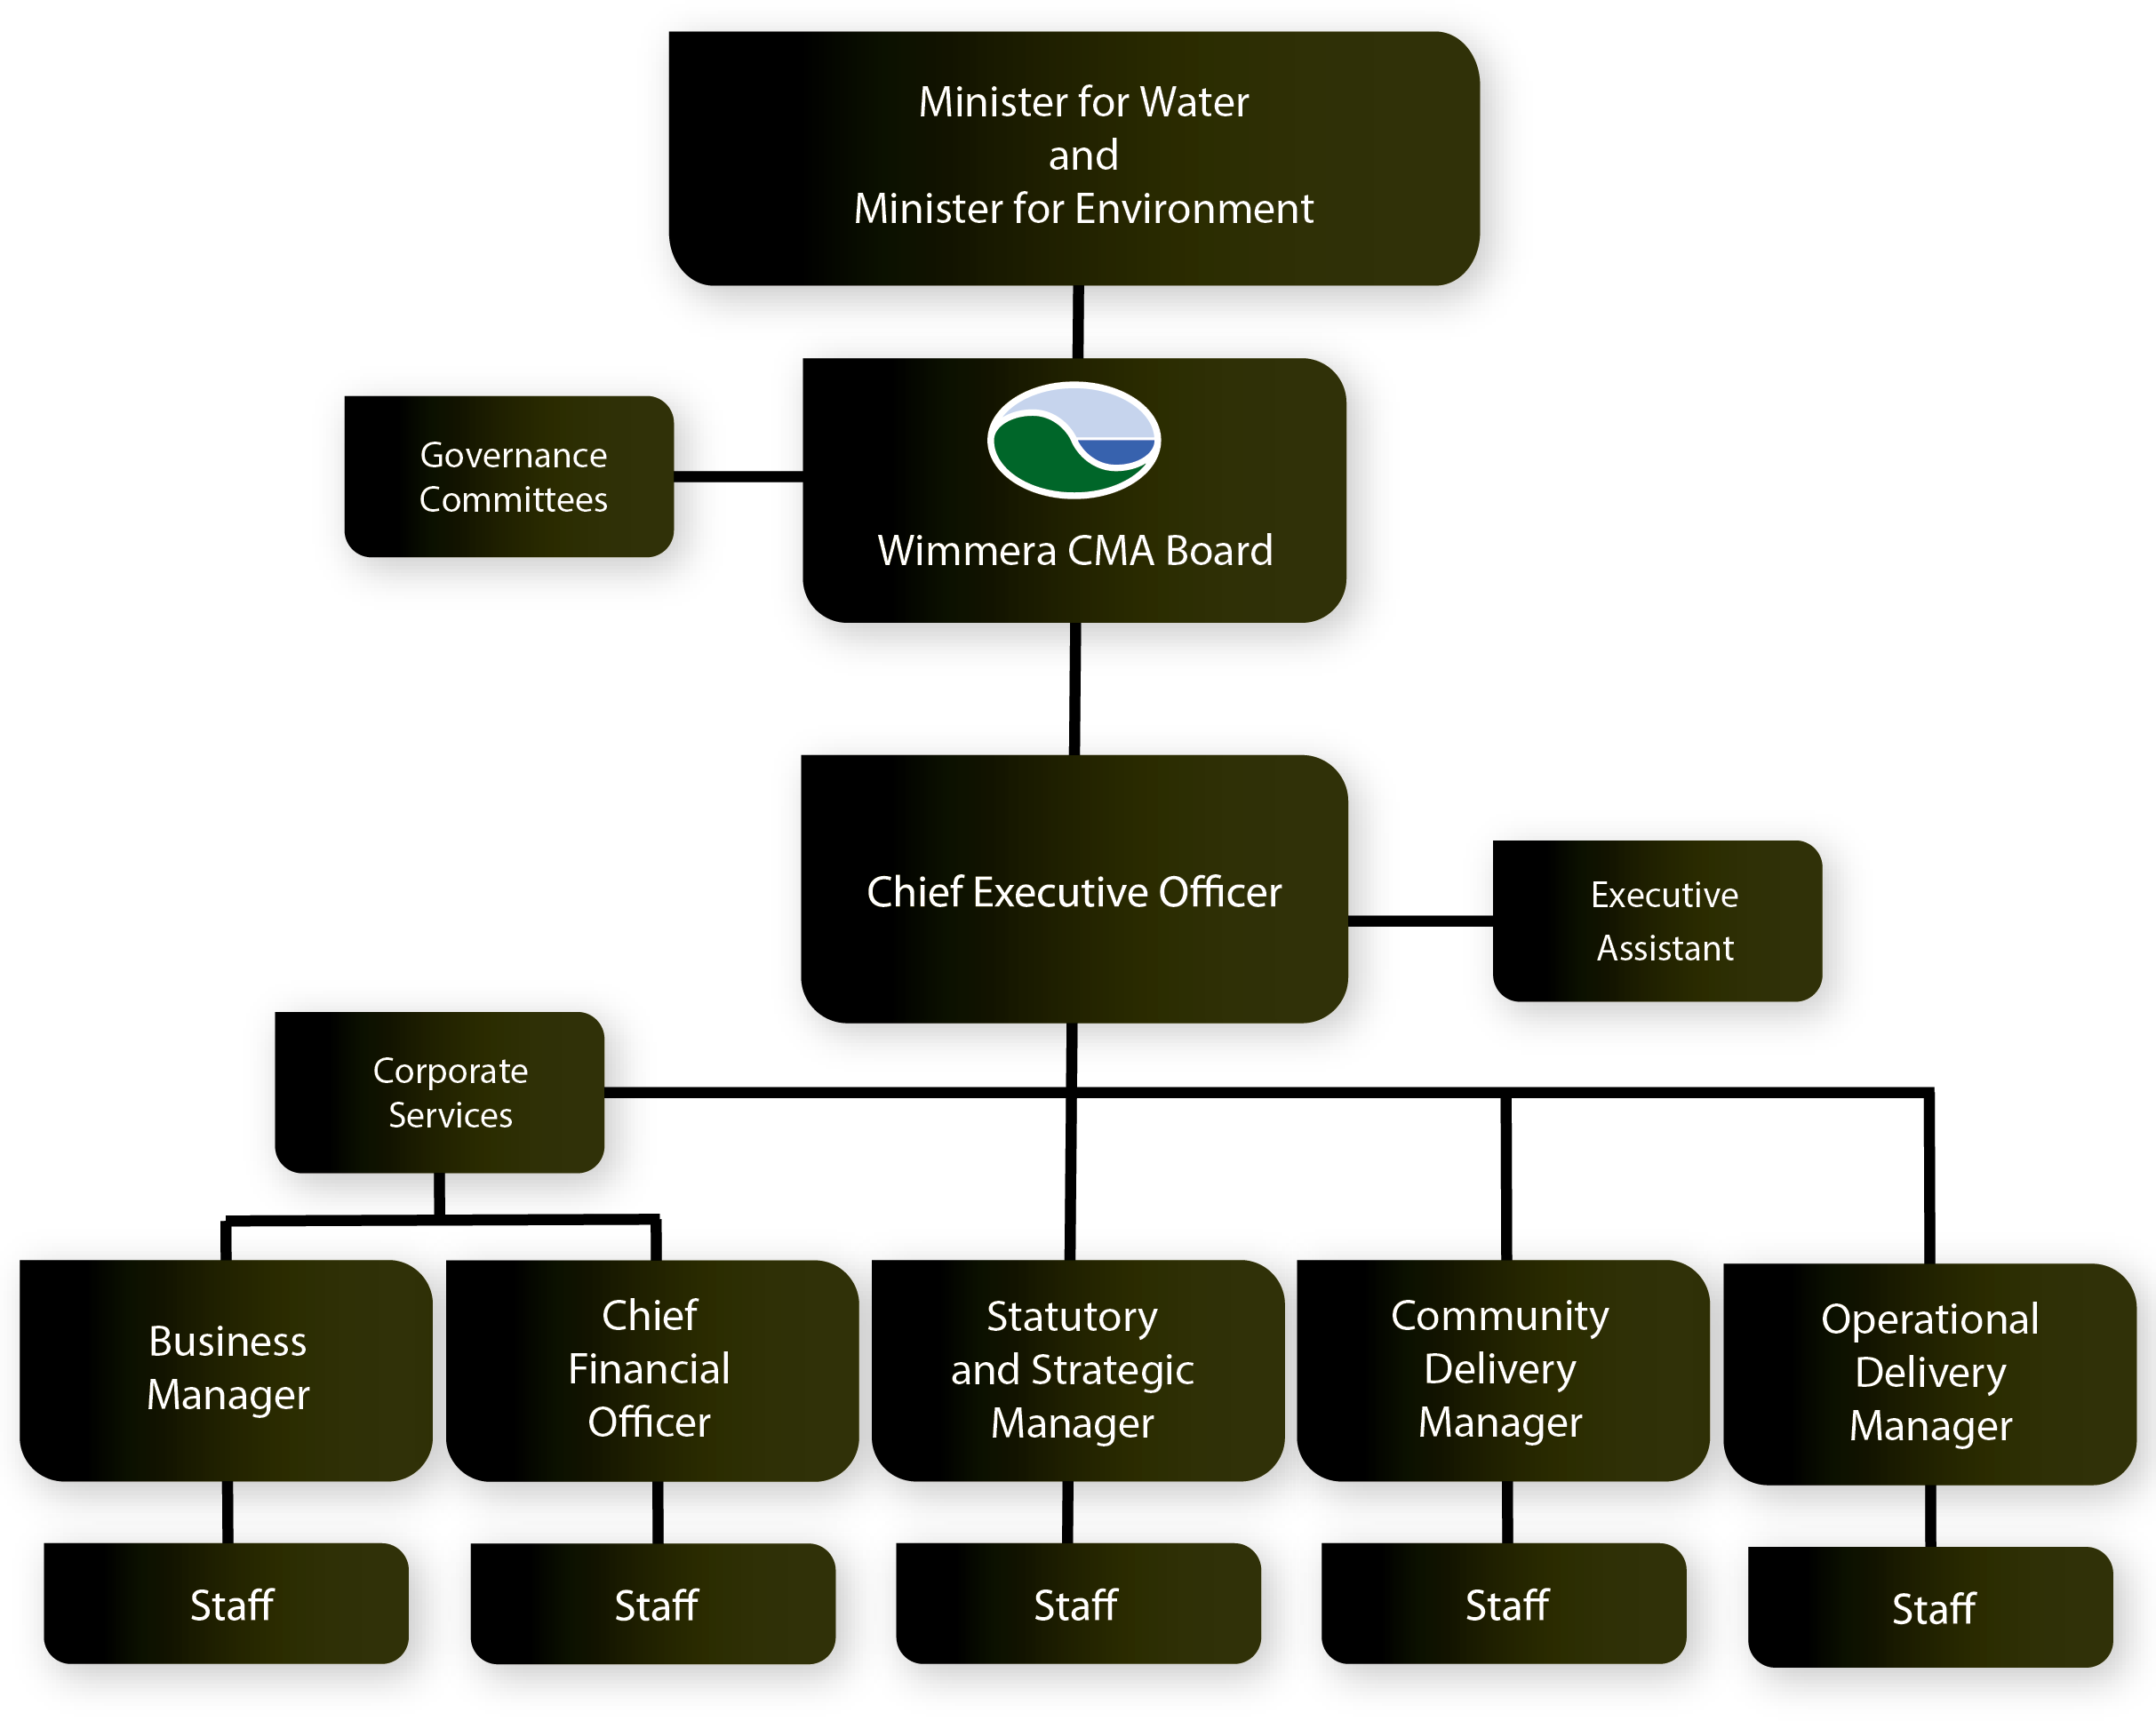 Minister for Water
and
Minister for Environment
Governance
Committees
Wimmera CMA Board
Chief Executive Officer
Executive
Assistant
Corporate
Services
Business
Manager
Chief
Financial
Officer
Statutory
and Strategic
Manager
Community
Delivery
Manager
Operational
Delivery
Manager
Staff
Staff
Staff
Staff
Staff